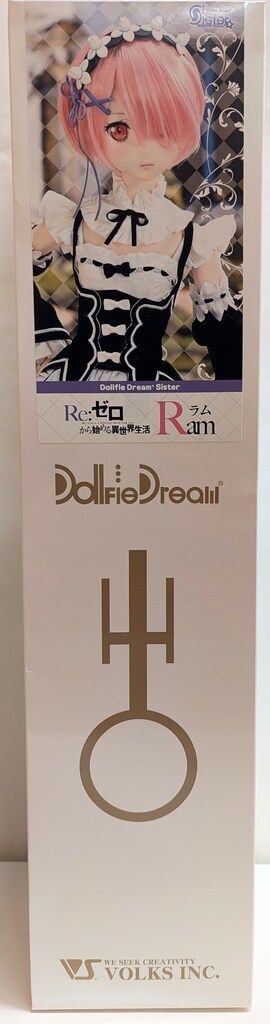 Sister
Dollfie Dream® Sister
Re:ゼロ
から始める異世界生活
ラム
Ram
DollfieDream®
VS
WE SEEK CREATIVITY
VOLKS INC.